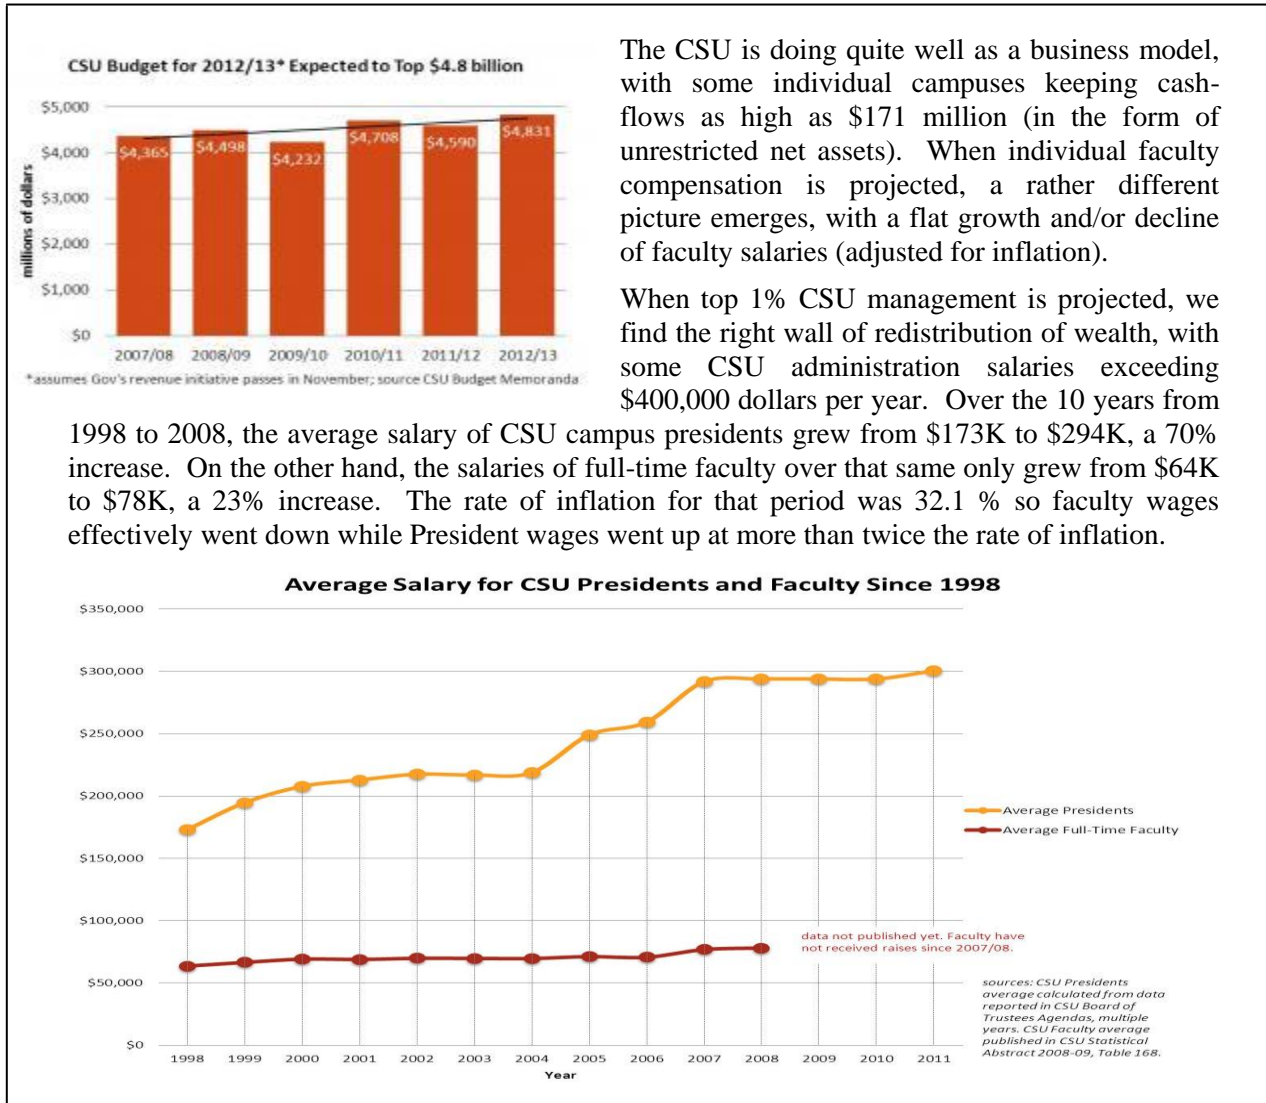 CSU Budget for 2012/13* Expected to Top $4.8 billion
$5,000
$4,000
$3,000
$2,000
$1,000
$0
millions of dollars
$4,365
$4,498
$4,232
$4,708
$4,590
$4,831
2007/08 2008/09 2009/10 2010/11 2011/12 2012/13
*assumes Gov's revenue initiative passes in November; source CSU Budget Memoranda
The CSU is doing quite well as a business model,
with some individual campuses keeping cash-
flows as high as $171 million (in the form of
unrestricted net assets). When individual faculty
compensation is projected, a rather different
picture emerges, with a flat growth and/or decline
of faculty salaries (adjusted for inflation).
When top 1% CSU management is projected, we
find the right wall of redistribution of wealth, with
some CSU administration salaries exceeding
$400,000 dollars per year. Over the 10 years from
1998 to 2008, the average salary of CSU campus presidents grew from $173K to $294K, a 70%
increase. On the other hand, the salaries of full-time faculty over that same only grew from $64K
to $78K, a 23% increase. The rate of inflation for that period was 32.1 % so faculty wages
effectively went down while President wages went up at more than twice the rate of inflation.
Average Salary for CSU Presidents and Faculty Since 1998
$350,000
$300,000
$250,000
$200,000
$150,000
$100,000
$50,000
$0
Average Presidents
Average Full-Time Faculty
data not published yet. Faculty have
not received raises since 2007/08.
sources: CSU Presidents
average calculated from data
reported in CSU Board of
Trustees Agendas, multiple
years. CSU Faculty average
published in CSU Statistical
Abstract 2008-09, Table 168.
1998 1999 2000 2001 2002 2003 2004 2005 2006 2007 2008 2009 2010 2011
Year